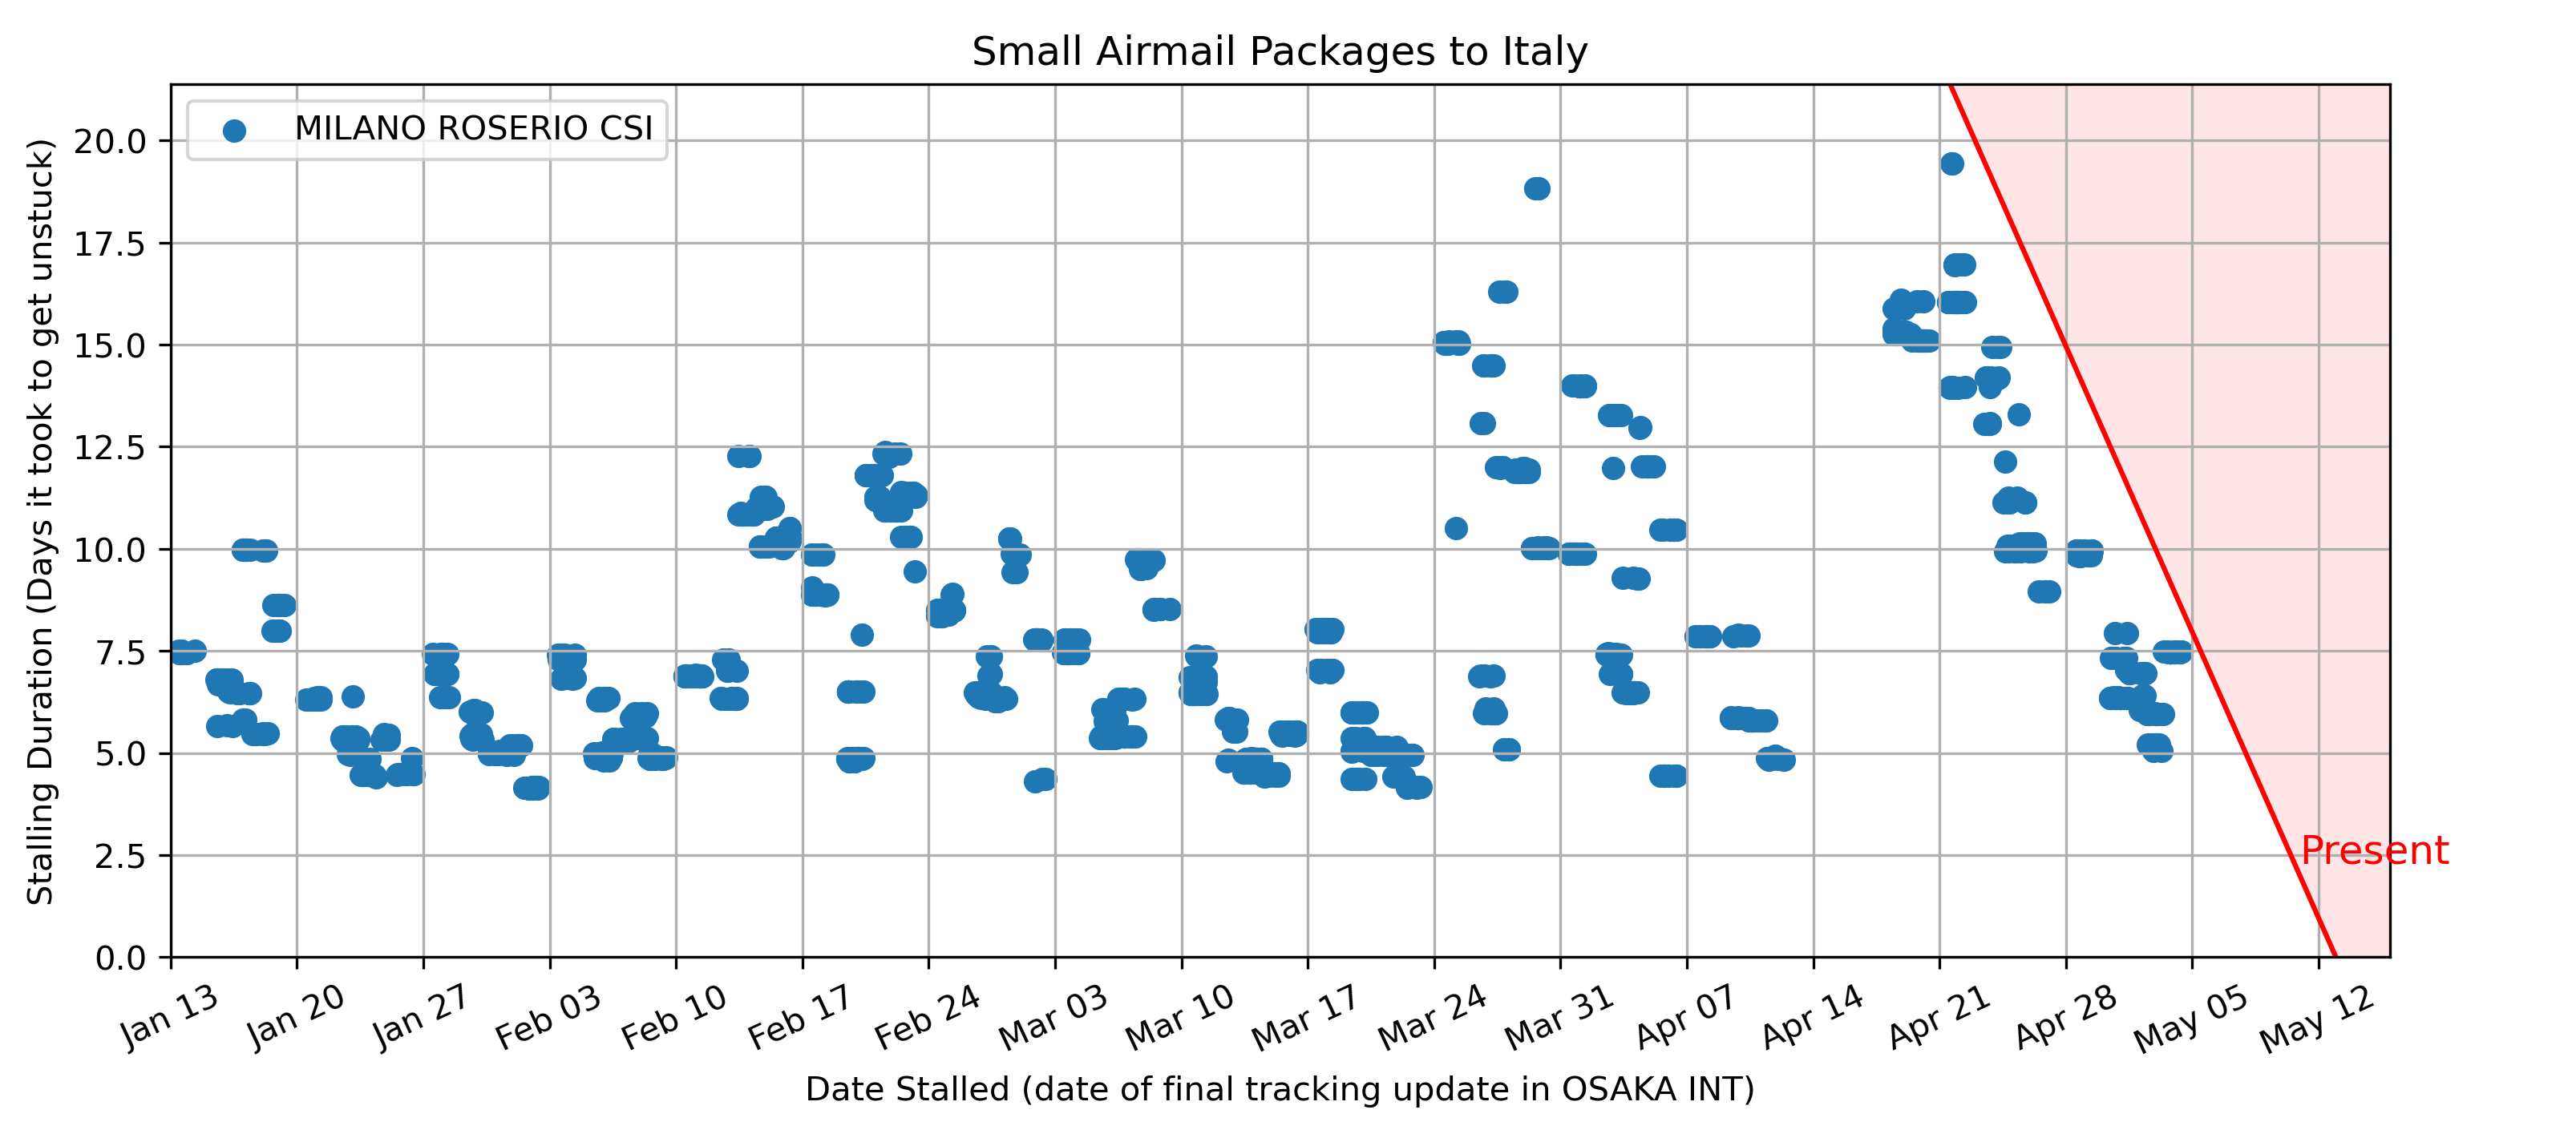 Small Airmail Packages to Italy
MILANO ROSERIO CSI
Stalling Duration (Days it took to get unstuck)
20.0
17.5
15.0
12.5
10.0
7.5
5.0
2.5
0.0
Present
Jan 13
Jan 20
Jan 27
Feb 03
Feb 10
Feb 17
Feb 24
Mar 03
Mar 10
Mar 17
Mar 24
Mar 31
Apr 07
Apr 14
Apr 21
Apr 28
May 05
May 12
Date Stalled (date of final tracking update in OSAKA INT)